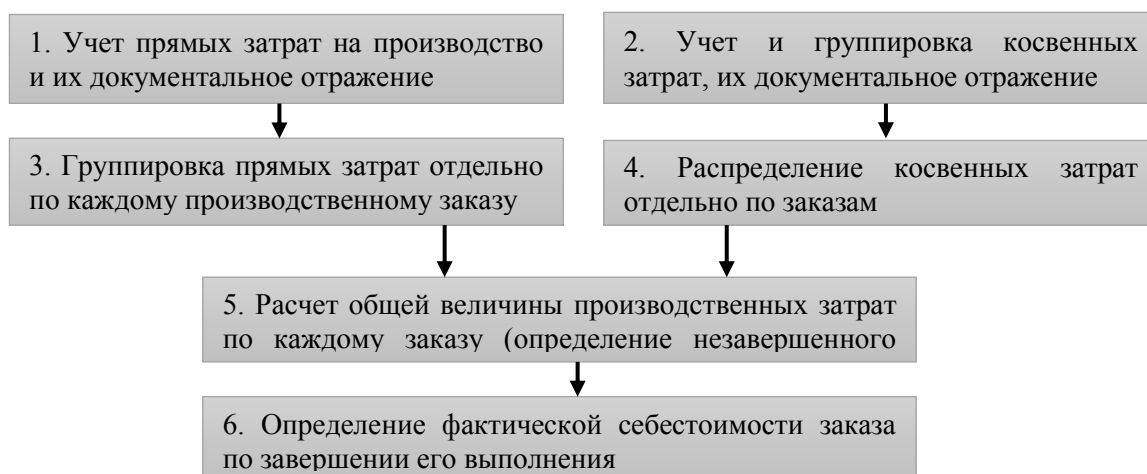 1. Учет прямых затрат на производство
и их документальное отражение
2. Учет и группировка косвенных
затрат, их документальное отражение
3. Группировка прямых затрат отдельно
по каждому производственному заказу
4. Распределение косвенных затрат
отдельно по заказам
5. Расчет общей величины производственных затрат
по каждому заказу (определение незавершенного
6. Определение фактической себестоимости заказа
по завершении его выполнения